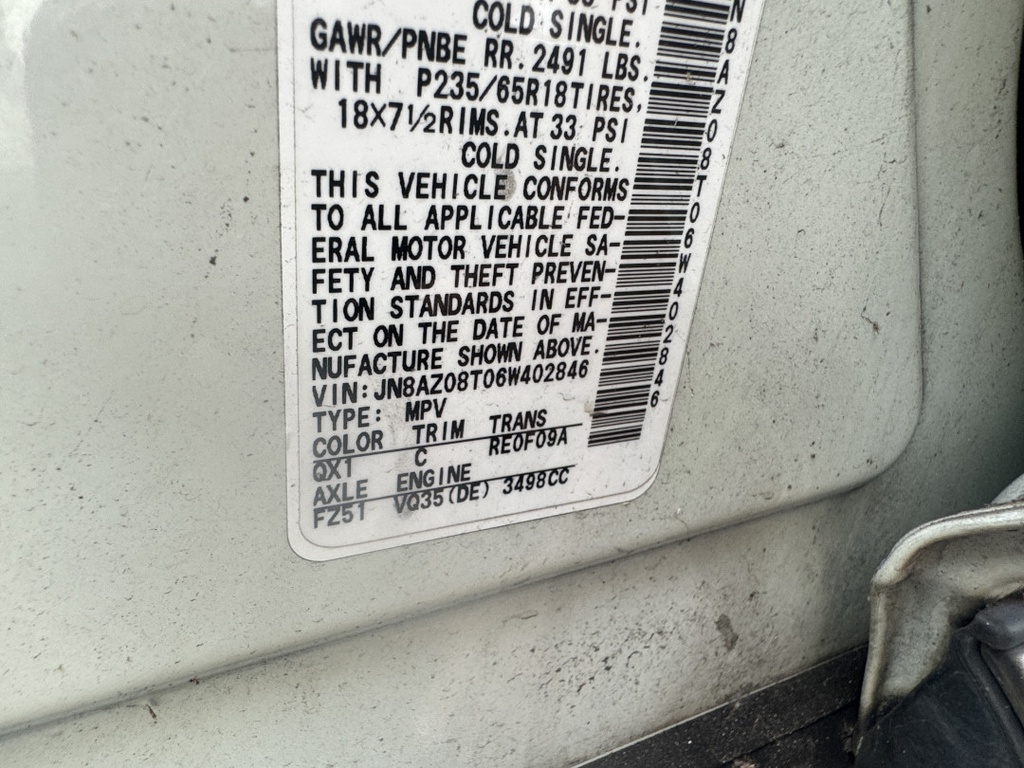 PSI
COLD SINGLE.
GAWR/PNBE RR. 2491 LBS.
WITH P235/65R18TIRES,
18X7½RIMS. AT 33 PSI
COLD SINGLE.
THIS VEHICLE CONFORMS
TO ALL APPLICABLE FED-
ERAL MOTOR VEHICLE SA-
FETY AND THEFT PREVEN-
TION STANDARDS IN EFF-
ECT ON THE DATE OF MA-
NUFACTURE SHOWN ABOVE.
VIN: JN8AZ08T06W402846
TYPE: MPV
COLOR TRIM TRANS
QX1 C RE0F09A
AXLE ENGINE
FZ51 VQ35(DE) 3498CC
N8AZ08T06W402846